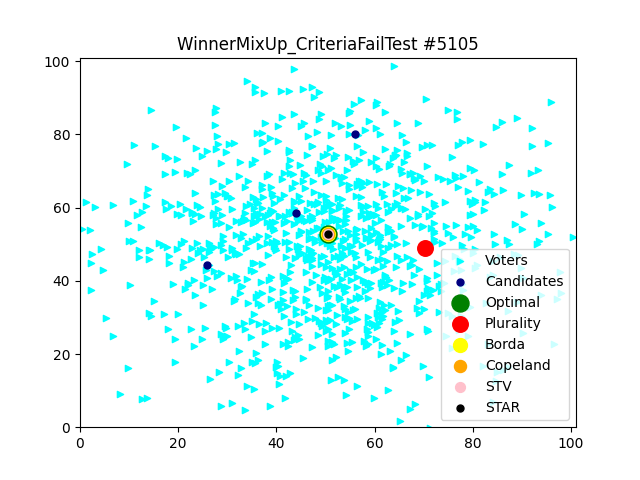 WinnerMixUp_CriteriaFailTest #5105
100
80
60
40
20
0
0
20
40
60
80
100
Voters
Candidates
Optimal
Plurality
Borda
Copeland
STV
STAR